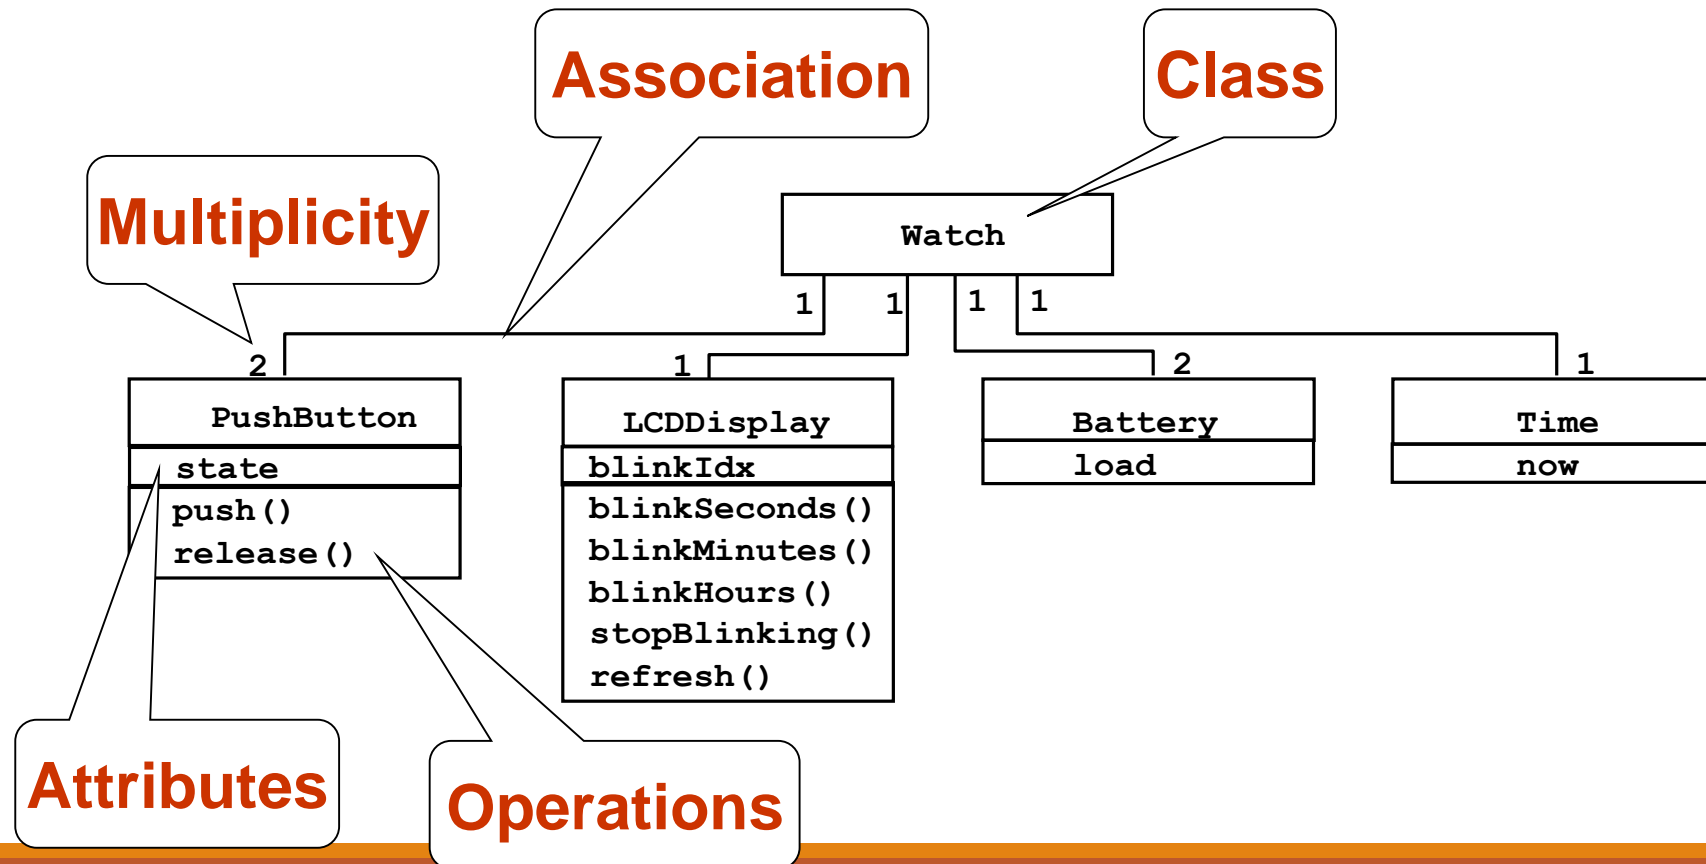 Association
Class
Multiplicity
Watch
1 1 1 1
2 1 2 1
PushButton
state
push()
release()
LCDDisplay
blinkIdx
blinkSeconds()
blinkMinutes()
blinkHours()
stopBlinking()
refresh()
Battery
load
Time
now
Attributes
Operations